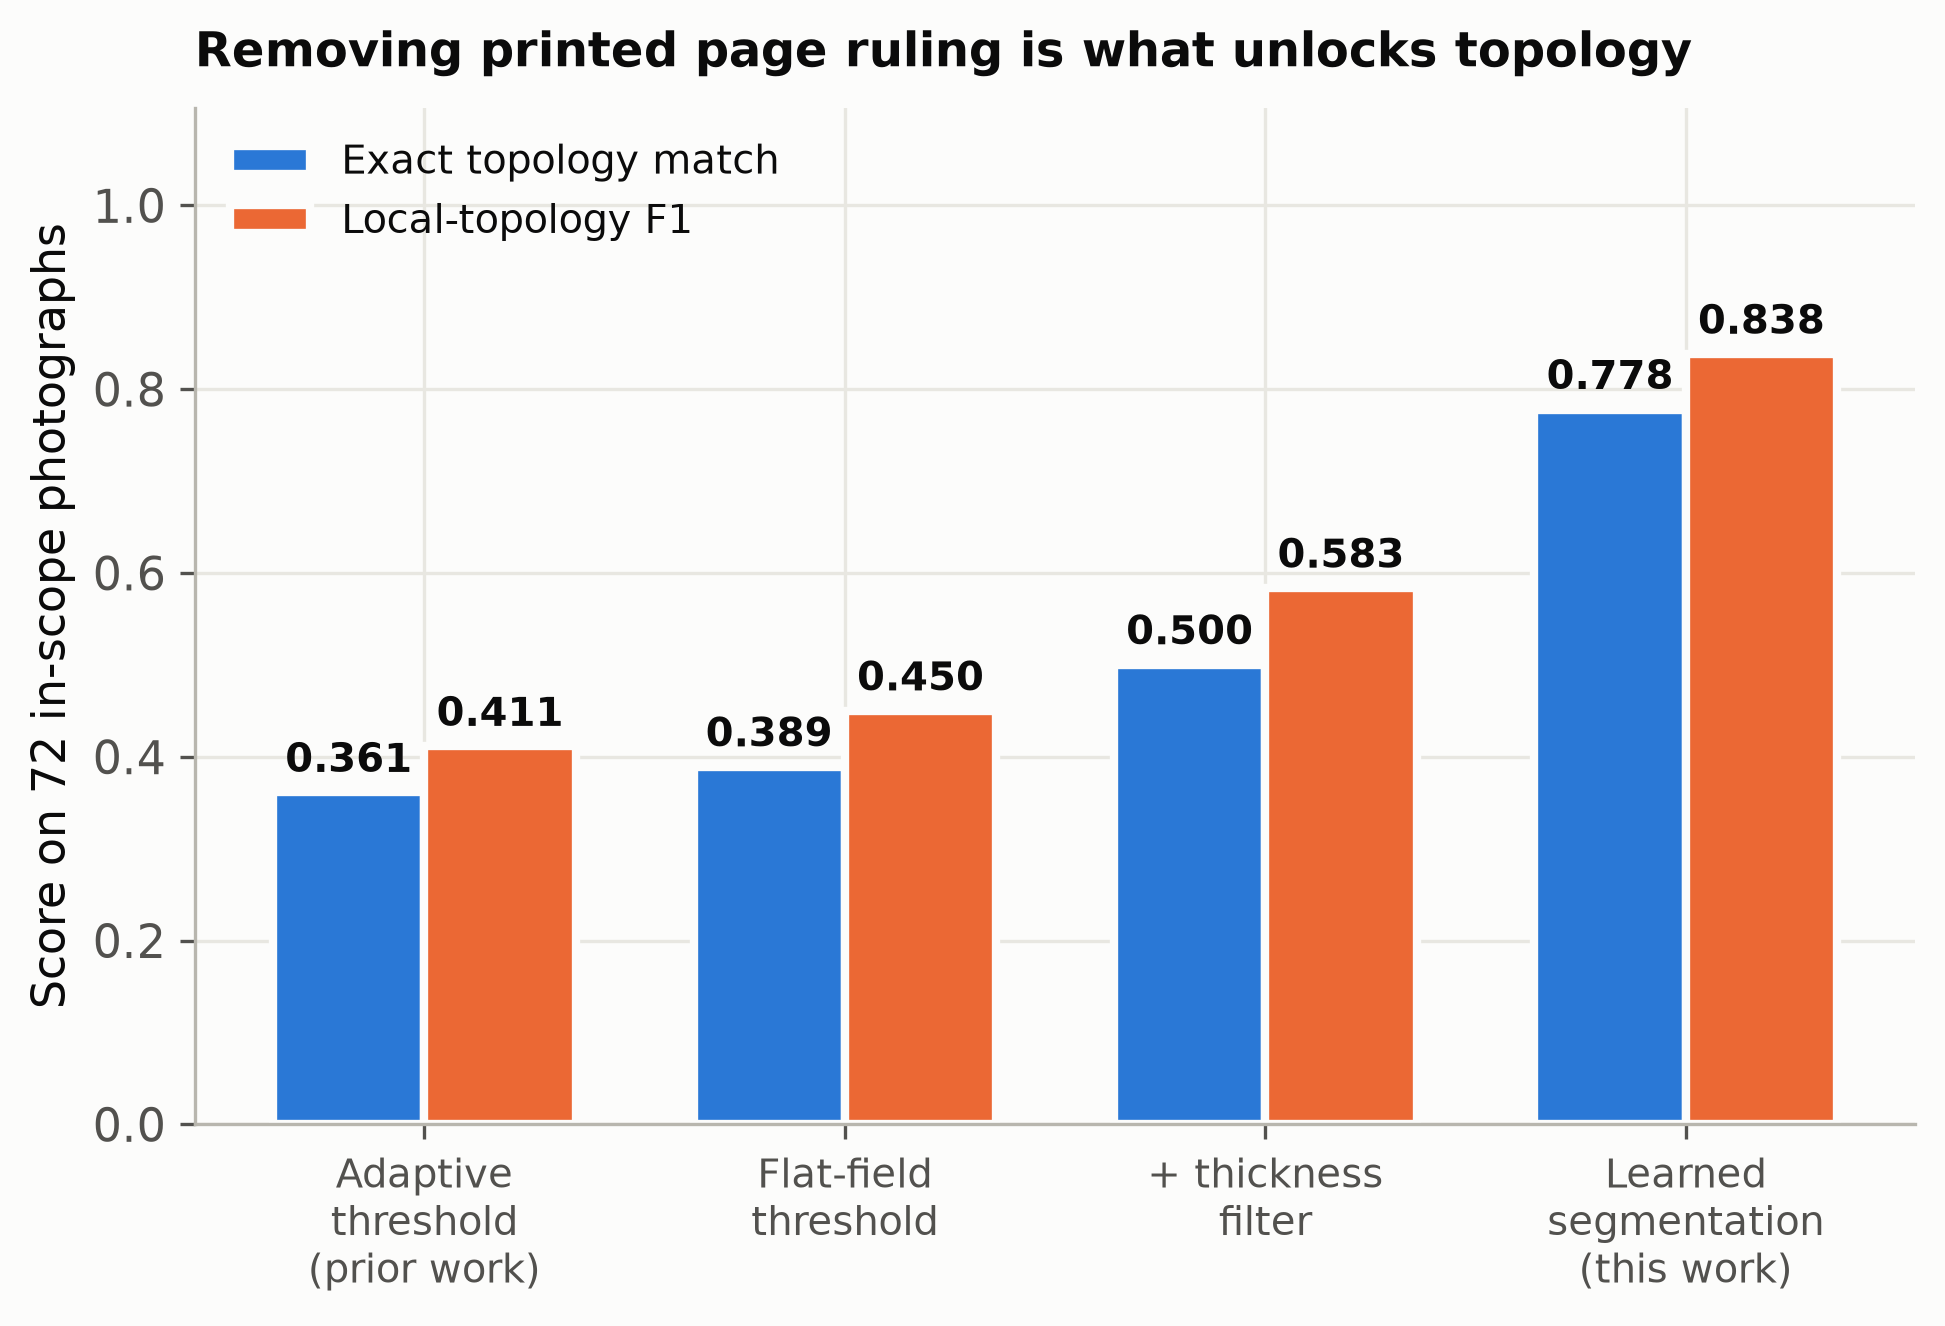 Removing printed page ruling is what unlocks topology
Exact topology match
Local-topology F1
Score on 72 in-scope photographs
1.0
0.8
0.6
0.4
0.2
0.0
0.361
0.411
0.389
0.450
0.500
0.583
0.778
0.838
Adaptive
threshold
(prior work)
Flat-field
threshold
+ thickness
filter
Learned
segmentation
(this work)